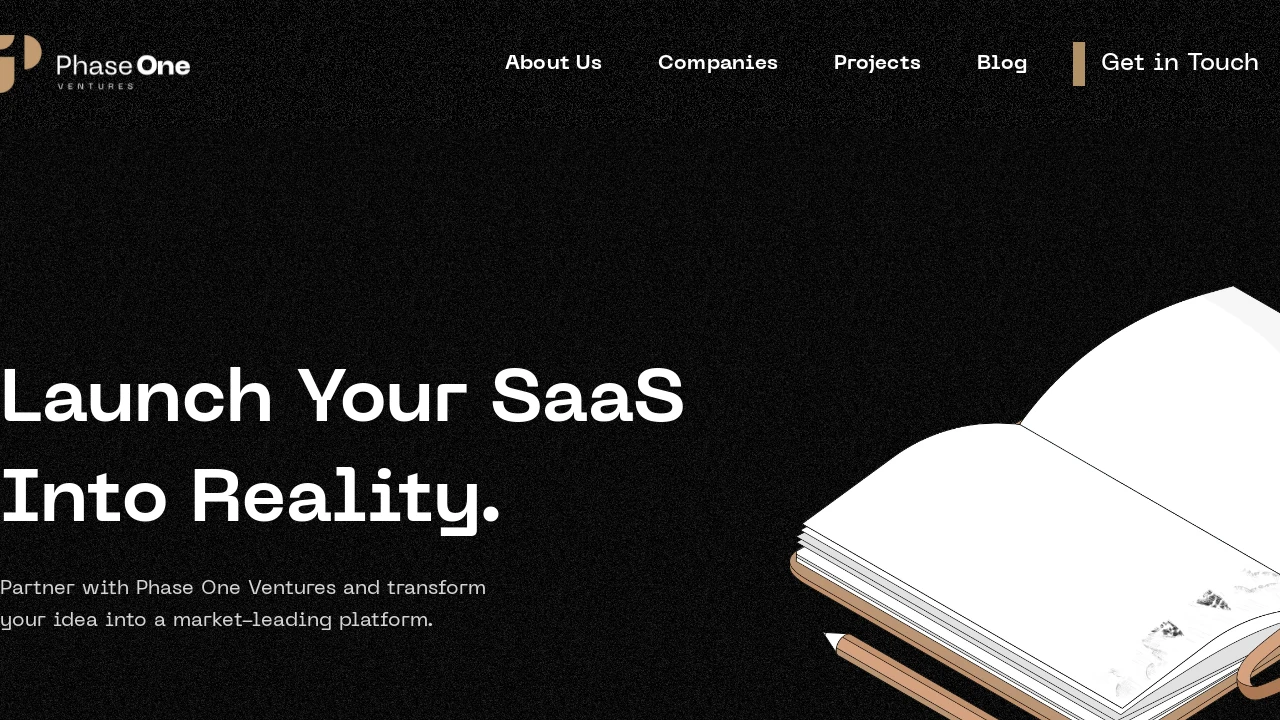 Phase One
VENTURES
About Us
Companies
Projects
Blog
Get in Touch
Launch Your SaaS
Into Reality.
Partner with Phase One Ventures and transform
your idea into a market-leading platform.